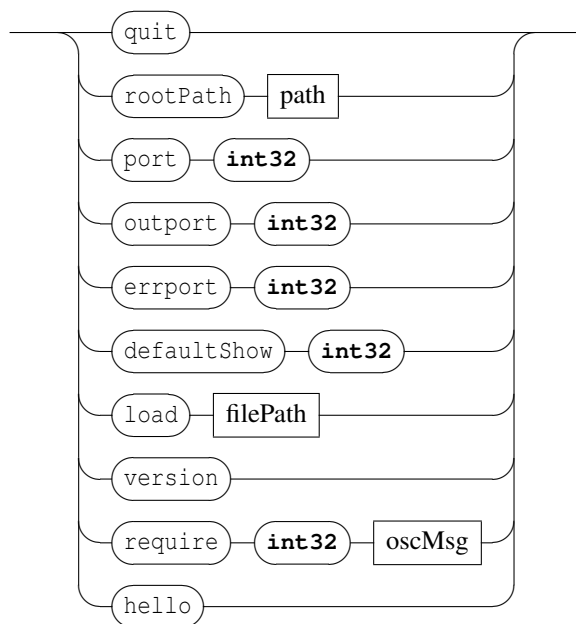 quit
rootPath path
port int32
outport int32
errport int32
defaultShow int32
load filePath
version
require int32 oscMsg
hello